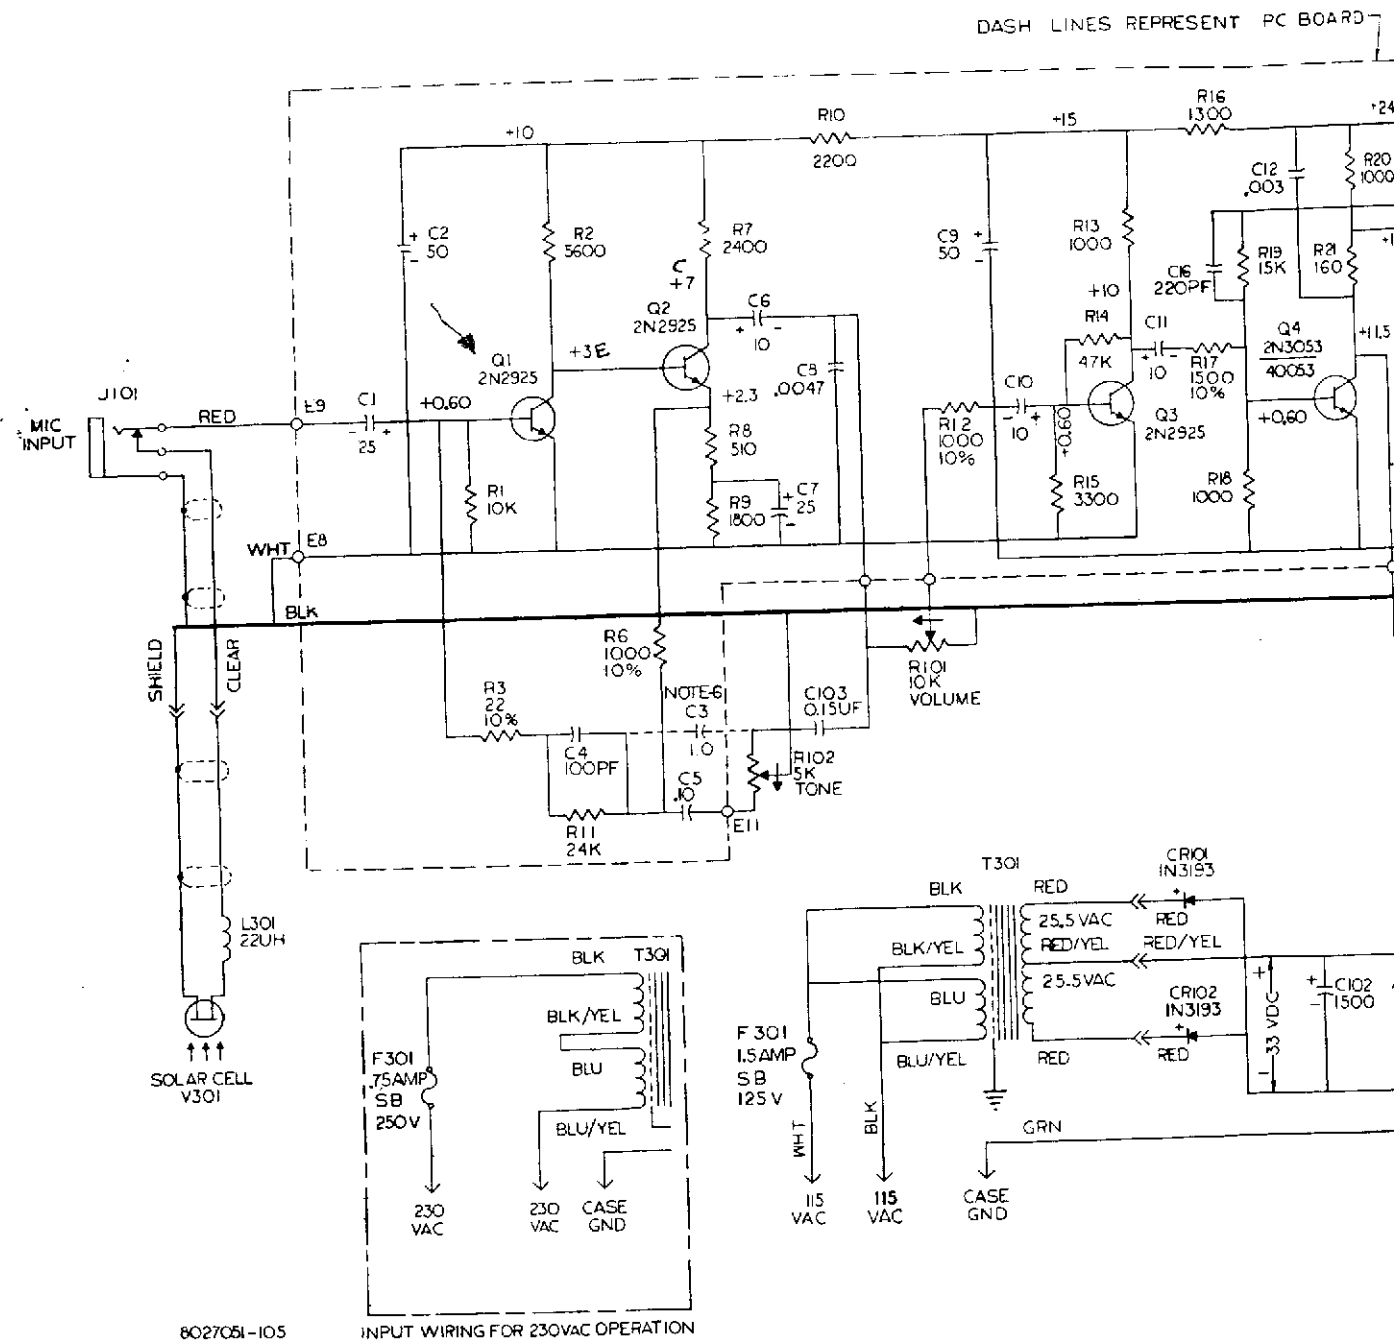 DASH LINES REPRESENT PC BOARD
R16
1300
+24
R10
2200
+10
+15
C12
.003
R20
1000
C2
50
+
-
R2
5600
R7
2400
C
+7
C9
50
+
-
R13
1000
C16
220PF
R19
15K
R21
160
+1
Q2
2N2925
C6
+
-
10
+10
R14
47K
C11
+
-
10
Q4
2N3053
40053
+11.5
Q1
2N2925
+3E
C8
.0047
R17
1500
10%
J101
MIC
INPUT
RED
E9
C1
-
+
25
+0.60
+2.3
R12
1000
10%
C10
-
+
10
+0.60
Q3
2N2925
+0.60
R8
510
R1
10K
R9
1800
C7
25
+
-
R15
3300
R18
1000
WHT
E8
BLK
SHIELD
CLEAR
R6
1000
10%
R101
10K
VOLUME
R3
22
10%
NOTE-6
C3
1.0
C103
0.15UF
C4
100PF
R102
5K
TONE
C5
.10
R11
24K
E11
L301
22UH
SOLAR CELL
V301
BLK
T301
BLK/YEL
BLU
BLU/YEL
F301
.75AMP
SB
250V
230
VAC
230
VAC
CASE
GND
T301
BLK
RED
CR101
1N3193
+
25.5 VAC
RED
BLK/YEL
RED/YEL
RED/YEL
25.5VAC
BLU
CR102
1N3193
+
BLU/YEL
RED
RED
F301
1.5AMP
SB
125V
+
33 VDC
-
+
-
C102
1500
WHT
BLK
GRN
115
VAC
115
VAC
CASE
GND
8027051-105
INPUT WIRING FOR 230VAC OPERATION